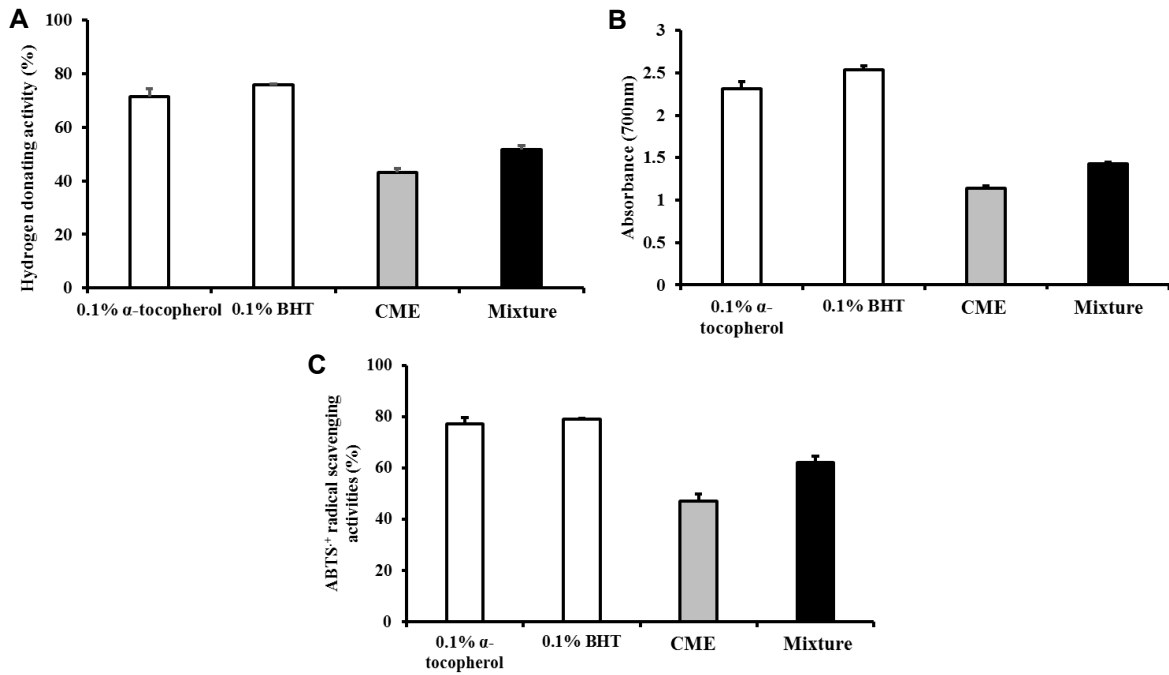 A
Hydrogen donating activity (%)
100
80
60
40
20
0
0.1% α-tocopherol
0.1% BHT
CME
Mixture
B
Absorbance (700nm)
3
2.5
2
1.5
1
0.5
0
0.1% α-
tocopherol
0.1% BHT
CME
Mixture
C
ABTS·+ radical scavenging
activities (%)
100
80
60
40
20
0
0.1% α-
tocopherol
0.1% BHT
CME
Mixture